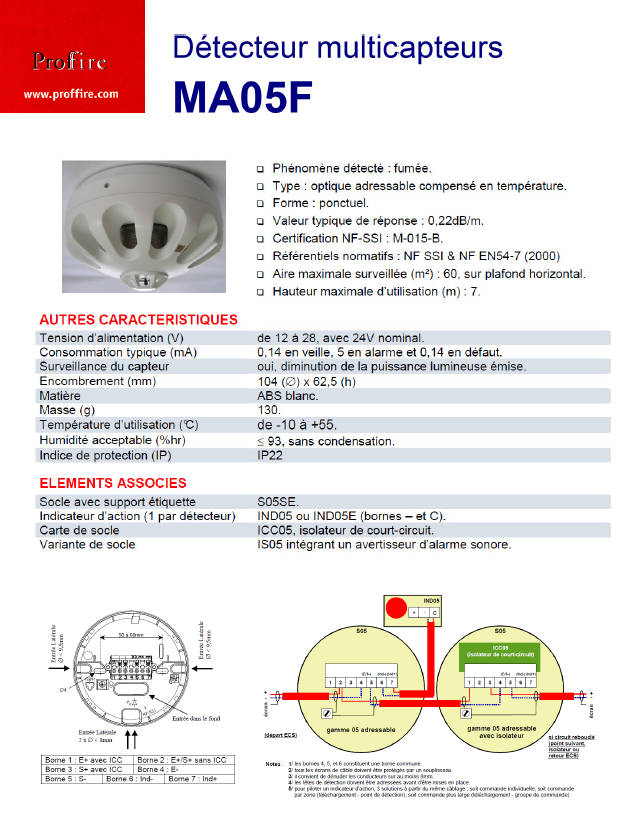 Proffire
www.proffire.com
Détecteur multicapteurs
MA05F
Phénomène détecté : fumée.
Type : optique adressable compensé en température.
Forme : ponctuel.
Valeur typique de réponse : 0,22dB/m.
Certification NF-SSI : M-015-B.
Référentiels normatifs : NF SSI & NF EN54-7 (2000)
Aire maximale surveillée (m²) : 60, sur plafond horizontal.
Hauteur maximale d'utilisation (m) : 7.
AUTRES CARACTERISTIQUES
Tension d'alimentation (V) de 12 à 28, avec 24V nominal.
Consommation typique (mA) 0,14 en veille, 5 en alarme et 0,14 en défaut.
Surveillance du capteur oui, diminution de la puissance lumineuse émise.
Encombrement (mm) 104 (∅) x 62,5 (h)
Matière ABS blanc.
Masse (g) 130.
Température d'utilisation (°C) de -10 à +55.
Humidité acceptable (%hr) ≤ 93, sans condensation.
Indice de protection (IP) IP22
ELEMENTS ASSOCIES
Socle avec support étiquette S05SE.
Indicateur d'action (1 par détecteur) IND05 ou IND05E (bornes – et C).
Carte de socle ICC05, isolateur de court-circuit.
Variante de socle IS05 intégrant un avertisseur d'alarme sonore.
50 à 60mm
Entrée Latérale
∅ < 9,5mm
Entrée Latérale
∅ < 9,5mm
∅4
1 2 3 4 5 6 7
Entrée dans le fond
Entrée Latérale
2 x ∅ < 8mm
Borne 1 : E+ avec ICC Borne 2 : E+/S+ sans ICC
Borne 3 : S+ avec ICC Borne 4 : E-
Borne 5 : S- Borne 6 : Ind- Borne 7 : Ind+
IND05
+ - C
S05
(E/S-) (Ind-) (Ind+)
1 2 3 4 5 6 7
gamme 05 adressable
S05
ICC05
(isolateur de court-circuit)
(E/S-) (Ind-) (Ind+)
1 2 3 4 5 6 7
gamme 05 adressable
avec isolateur
+
-
écran
(départ ECS)
+
-
écran
si circuit rebouclé
(point suivant,
isolateur ou
retour ECS)
Notes : 1/ les bornes 4, 5, et 6 constituent une borne commune.
2/ tous les écrans de câble doivent être protégés par un souplisseau.
3/ il convient de dénuder les conducteurs sur au moins 8mm.
4/ les têtes de détection doivent être adressées avant d'être mises en place.
5/ pour piloter un indicateur d'action, 3 solutions à partir du même câblage : soit commande individuelle, soit commande
par zone (téléchargement - point de détection), soit commande plus large (téléchargement - groupe de commande)